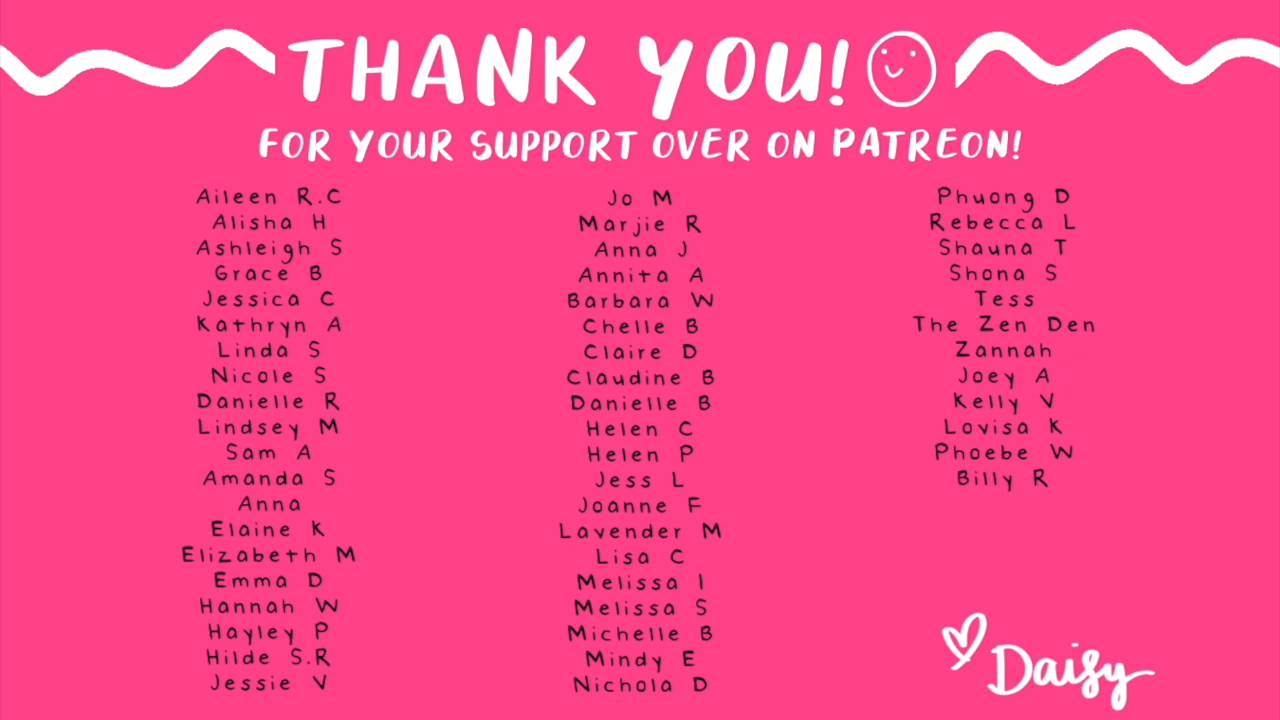 THANK YOU!
FOR YOUR SUPPORT OVER ON PATREON!
Aileen R.C
Alisha H
Ashleigh S
Grace B
Jessica C
Kathryn A
Linda S
Nicole S
Danielle R
Lindsey M
Sam A
Amanda S
Anna
Elaine K
Elizabeth M
Emma D
Hannah W
Hayley P
Hilde S.R
Jessie V
Jo M
Marjie R
Anna J
Annita A
Barbara W
Chelle B
Claire D
Claudine B
Danielle B
Helen C
Helen P
Jess L
Joanne F
Lavender M
Lisa C
Melissa I
Melissa S
Michelle B
Mindy E
Nichola D
Phuong D
Rebecca L
Shauna T
Shona S
Tess
The Zen Den
Zannah
Joey A
Kelly V
Lovisa K
Phoebe W
Billy R
Daisy